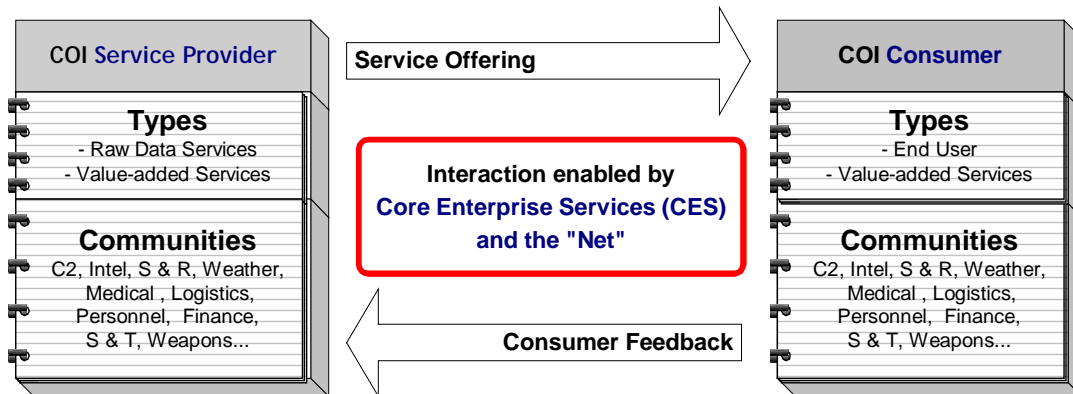 COI Service Provider
Types
- Raw Data Services
- Value-added Services
Communities
C2, Intel, S & R, Weather,
Medical , Logistics,
Personnel, Finance,
S & T, Weapons...
Service Offering
Interaction enabled by
Core Enterprise Services (CES)
and the "Net"
Consumer Feedback
COI Consumer
Types
- End User
- Value-added Services
Communities
C2, Intel, S & R, Weather,
Medical , Logistics,
Personnel, Finance,
S & T, Weapons...